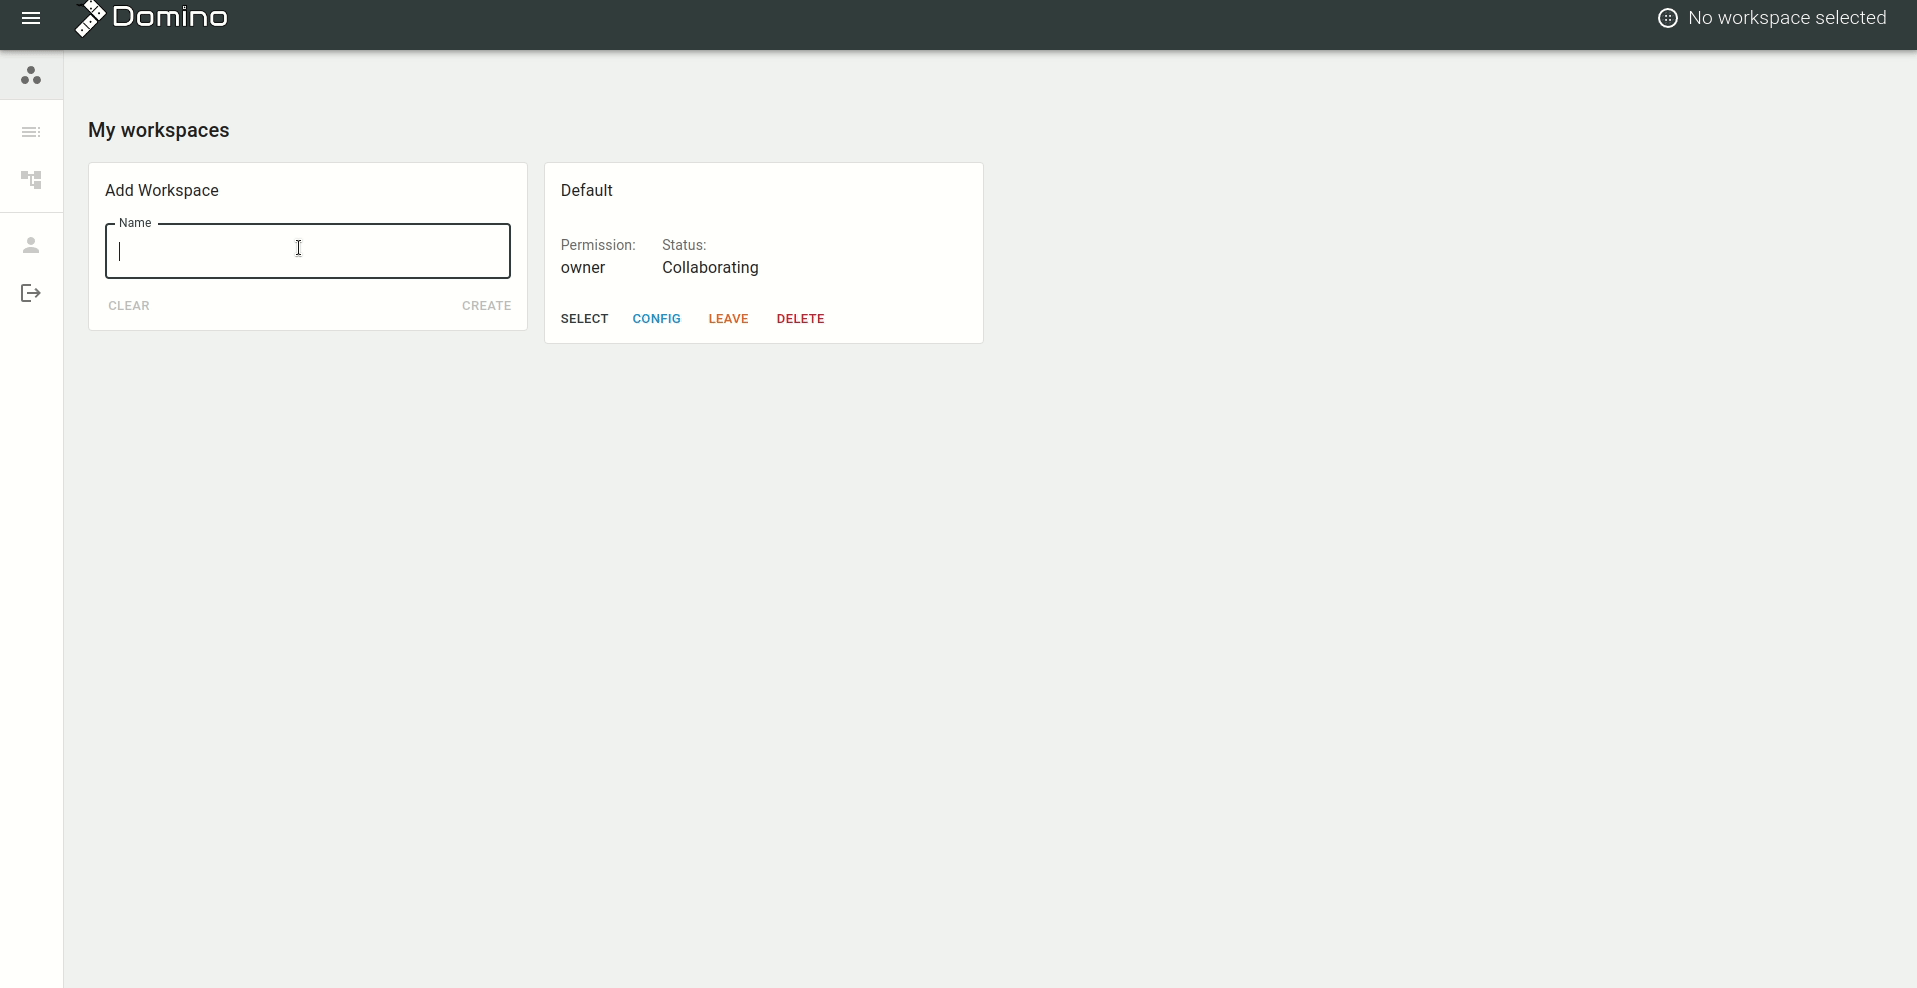 Domino
No workspace selected
My workspaces
Add Workspace
Name
CLEAR
CREATE
Default
Permission:
Status:
owner
Collaborating
SELECT
CONFIG
LEAVE
DELETE